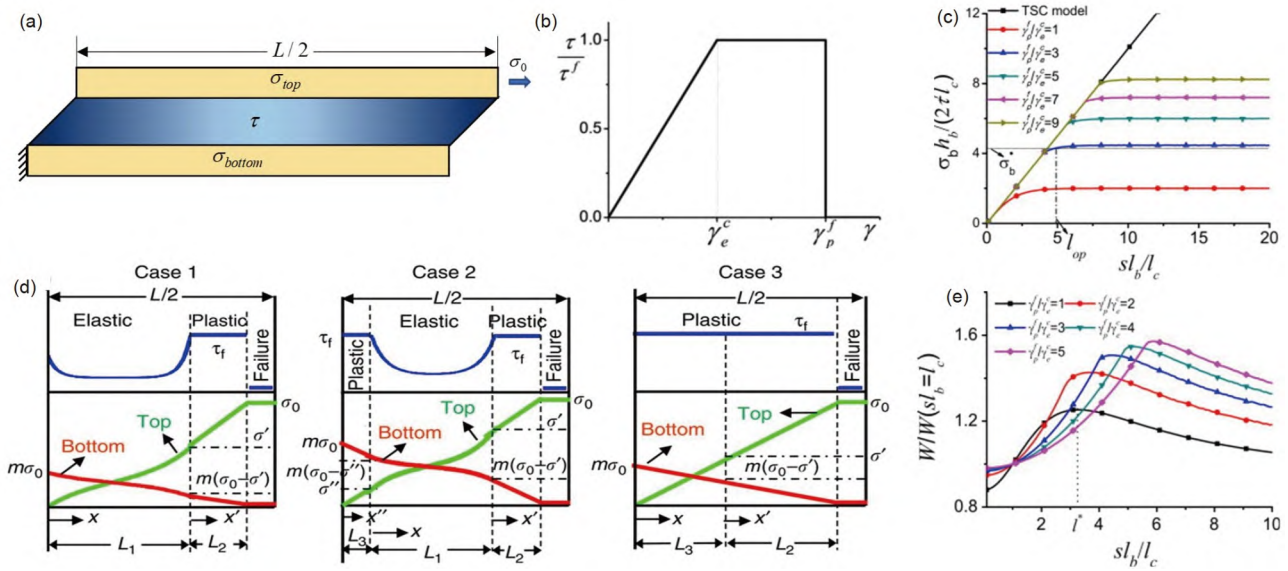 (a)
L/2
σ0
σtop
τ
σbottom
(b)
τ
τ^f
1.0
0.5
0.0
γ_e^c
γ_p^f
γ
(c)
σ_b h_b/(2τ^f l_c)
12
8
4
0
TSC model
γ_p^f/γ_e^c=1
γ_p^f/γ_e^c=3
γ_p^f/γ_e^c=5
γ_p^f/γ_e^c=7
γ_p^f/γ_e^c=9
σ_b^*
0 5 10 15 20
l_op
sl_b/l_c
(d)
Case 1
L/2
Elastic
Plastic
τf
Failure
σ0
Top
σ′
Bottom
mσ0
m(σ0−σ′)
x
x′
L1
L2
Case 2
L/2
τf
Plastic
Elastic
Plastic
τf
Failure
σ0
Top
σ′
mσ0
Bottom
m(σ0−σ″)
m(σ0−σ′)
σ″
x″
x
x′
L3
L1
L2
Case 3
L/2
Plastic
τf
Failure
σ0
Top
Bottom
σ′
mσ0
m(σ0−σ′)
x
x′
L3
L2
(e)
W/W(sl_b=l_c)
1.6
1.2
0.8
γ_p^f/γ_e^c=1
γ_p^f/γ_e^c=2
γ_p^f/γ_e^c=3
γ_p^f/γ_e^c=4
γ_p^f/γ_e^c=5
2 4 6 8 10
l^*
sl_b/l_c